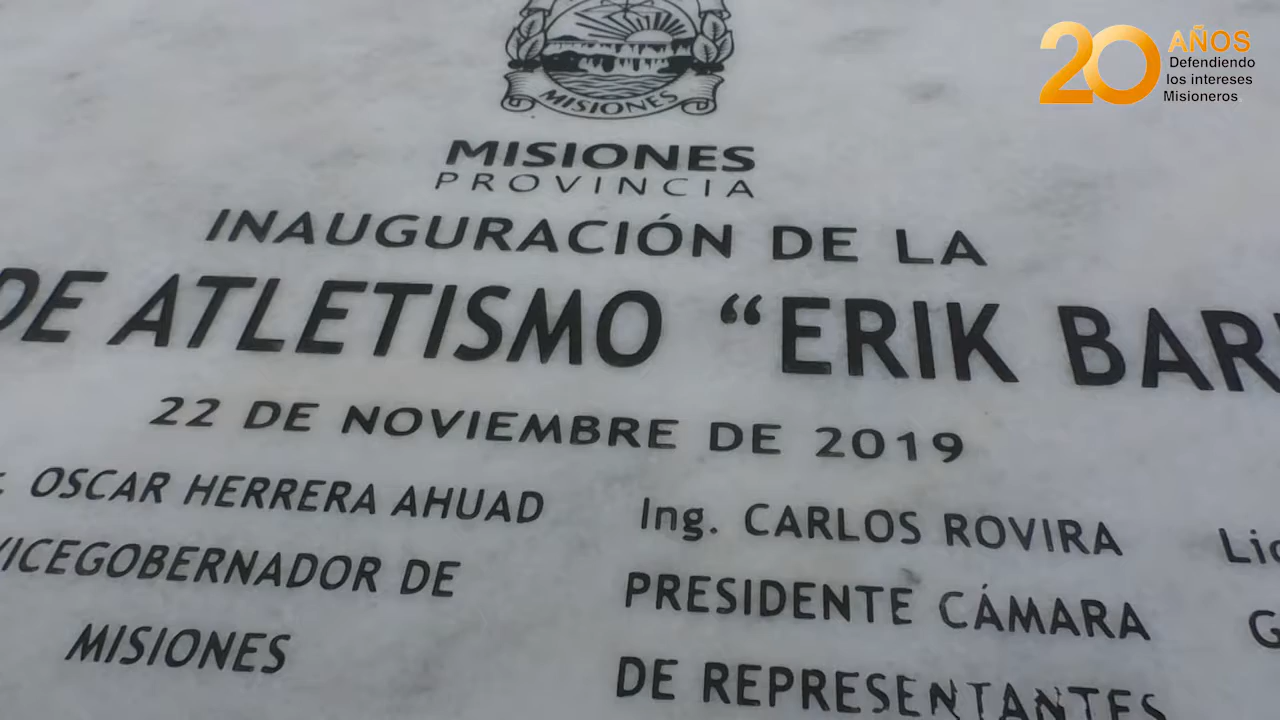 MISIONES
MISIONES
PROVINCIA
INAUGURACIÓN DE LA
DE ATLETISMO “ERIK
22 DE NOVIEMBRE DE 2019
OSCAR HERRERA AHUAD
VICEGOBERNADOR DE
MISIONES
Ing. CARLOS ROVIRA
PRESIDENTE CÁMARA
DE REPRESENTANTES
20 AÑOS
Defendiendo
los intereses
Misioneros